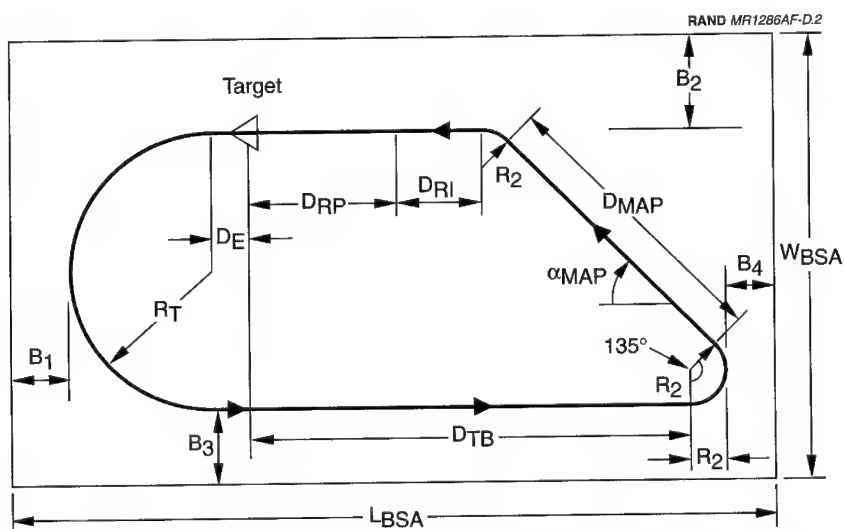 RAND MR1286AF-D.2
B2
Target
R2
DRP
DRI
DMAP
DE
WBSA
B4
αMAP
RT
135°
B1
R2
B3
DTB
R2
LBSA